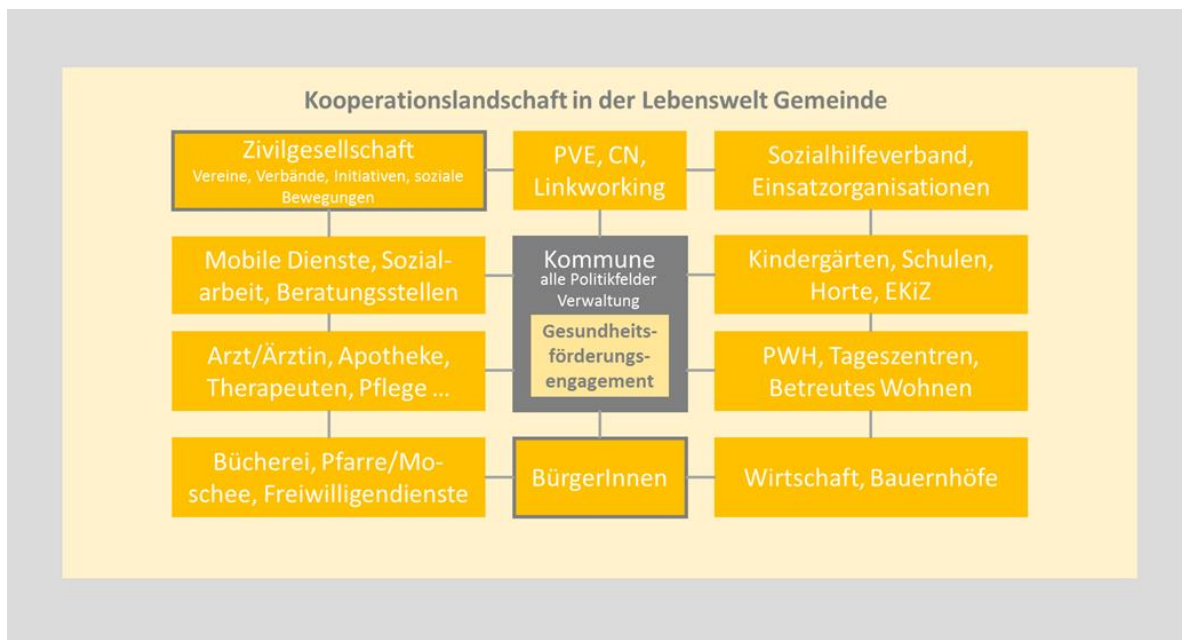 Kooperationslandschaft in der Lebenswelt Gemeinde
Zivilgesellschaft
Vereine, Verbände, Initiativen, soziale
Bewegungen
PVE, CN,
Linkworking
Sozialhilfeverband,
Einsatzorganisationen
Mobile Dienste, Sozial-
arbeit, Beratungsstellen
Kommune
alle Politikfelder
Verwaltung
Gesundheits-
förderungs-
engagement
Kindergärten, Schulen,
Horte, EKiZ
Arzt/Ärztin, Apotheke,
Therapeuten, Pflege ...
PWH, Tageszentren,
Betreutes Wohnen
Bücherei, Pfarre/Mo-
schee, Freiwilligendienste
BürgerInnen
Wirtschaft, Bauernhöfe